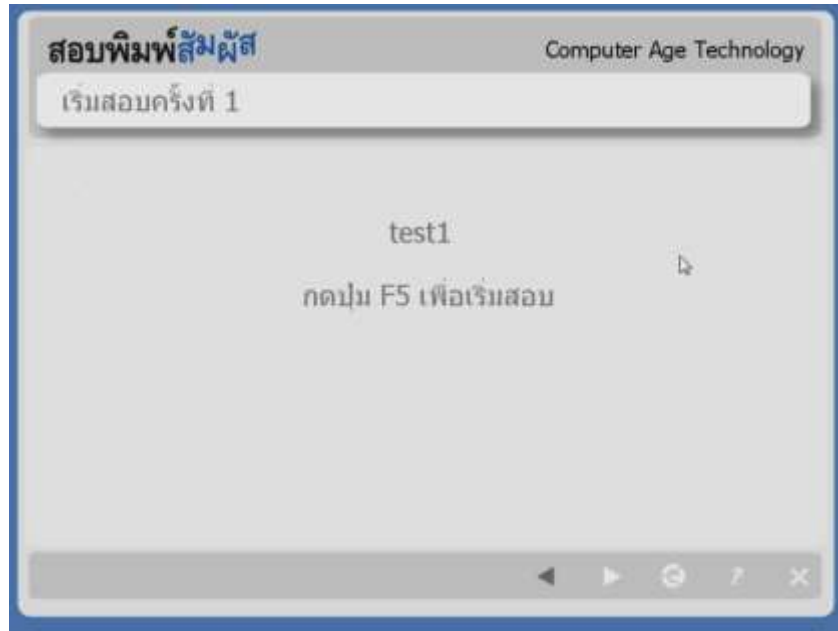 สอบพิมพ์สัมผัส
Computer Age Technology
เริ่มสอบครั้งที่ 1
test1
กดปุ่ม F5 เพื่อเริ่มสอบ